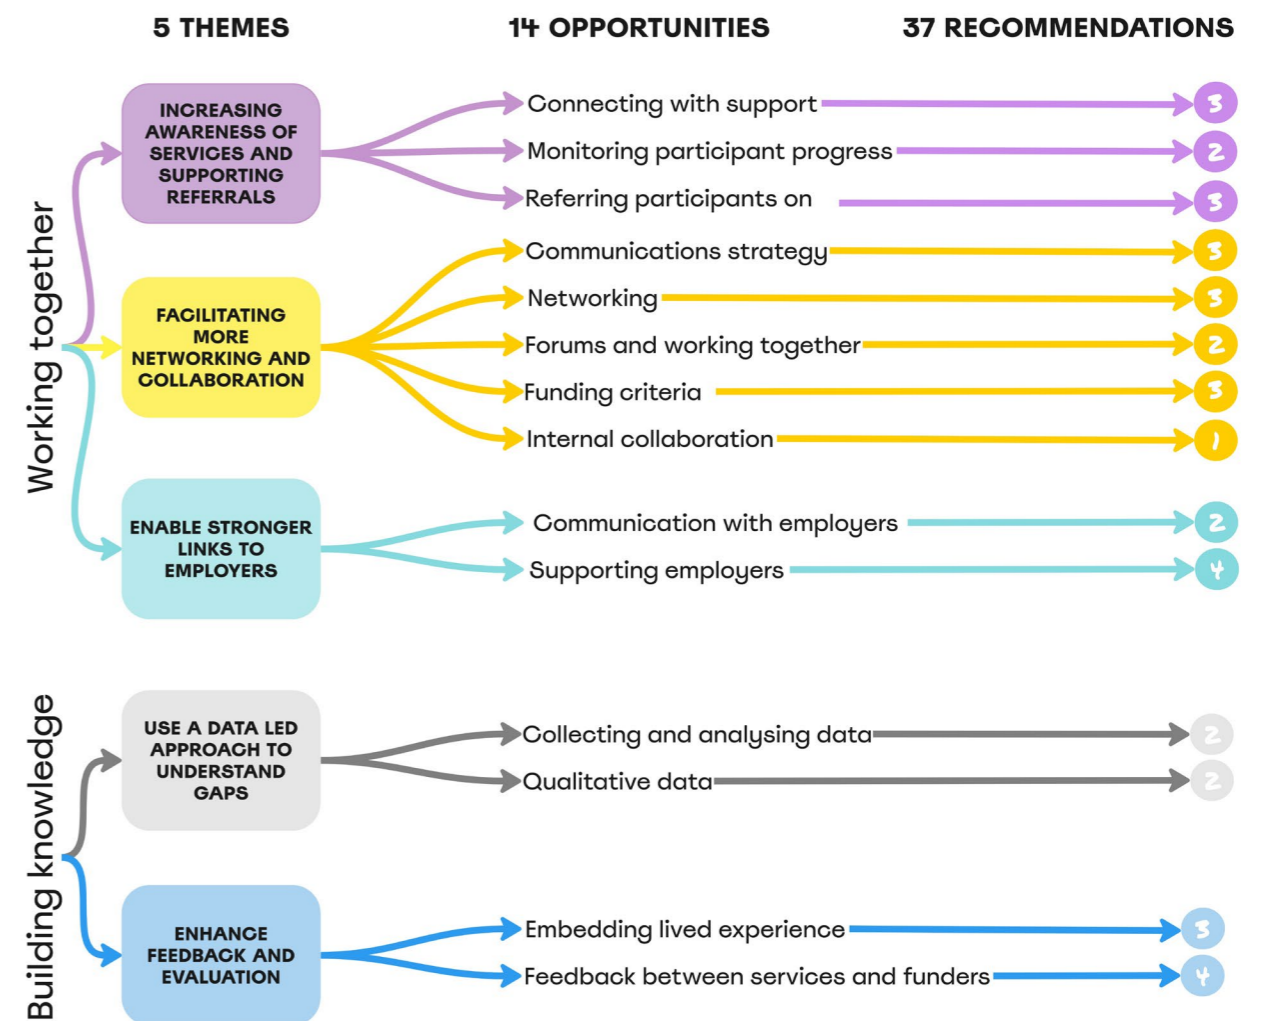 5 THEMES
14 OPPORTUNITIES
37 RECOMMENDATIONS
Working together
INCREASING
AWARENESS OF
SERVICES AND
SUPPORTING
REFERRALS
Connecting with support
3
Monitoring participant progress
2
Referring participants on
3
FACILITATING
MORE
NETWORKING AND
COLLABORATION
Communications strategy
3
Networking
3
Forums and working together
2
Funding criteria
3
Internal collaboration
1
ENABLE STRONGER
LINKS TO
EMPLOYERS
Communication with employers
2
Supporting employers
4
Building knowledge
USE A DATA LED
APPROACH TO
UNDERSTAND
GAPS
Collecting and analysing data
2
Qualitative data
2
ENHANCE
FEEDBACK AND
EVALUATION
Embedding lived experience
3
Feedback between services and funders
4